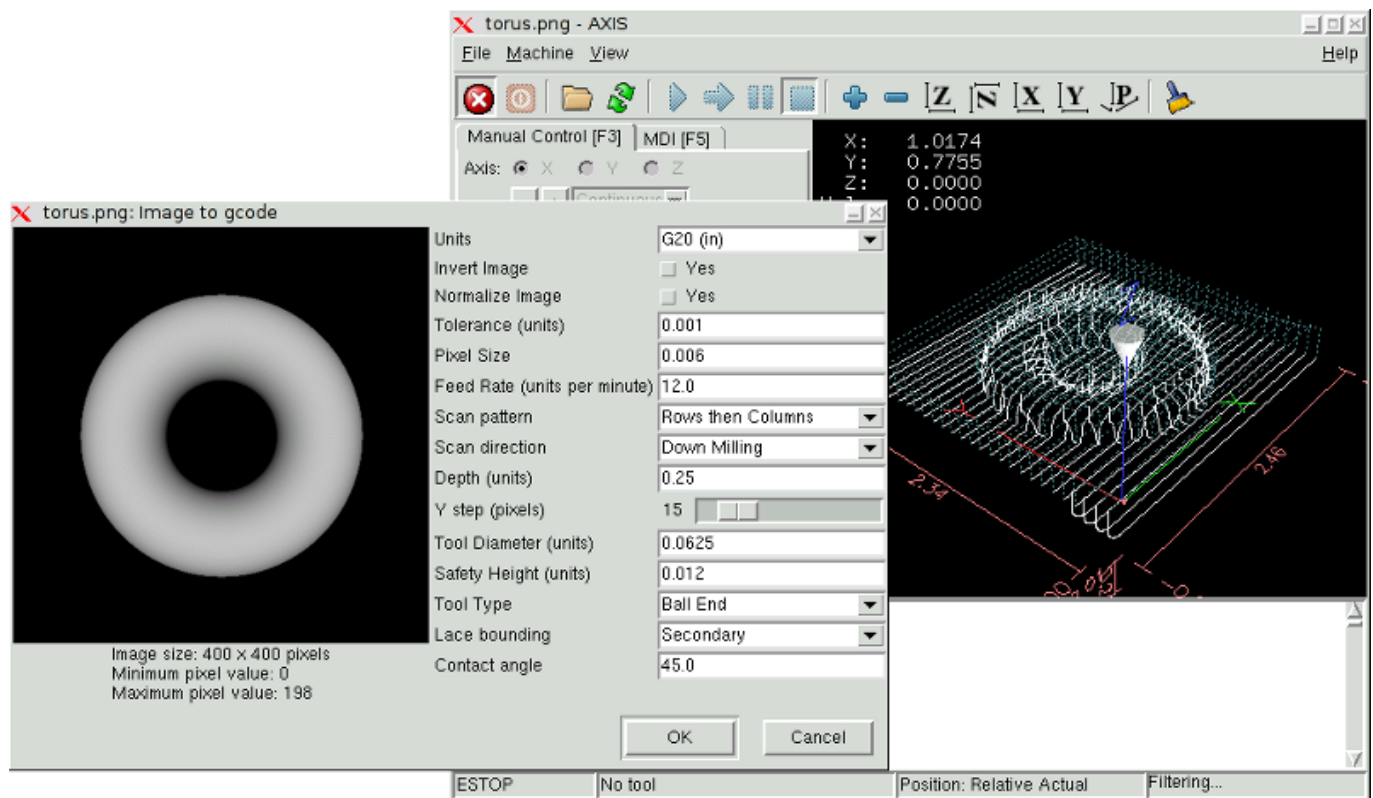 torus.png - AXIS
File Machine View Help
Z N X Y P
Manual Control [F3] MDI [F5]
Axis: X Y Z
Continuous
X: 1.0174
Y: 0.7755
Z: 0.0000
0.0000
2.34
2.46
torus.png: Image to gcode
Units G20 (in)
Invert Image Yes
Normalize Image Yes
Tolerance (units) 0.001
Pixel Size 0.006
Feed Rate (units per minute) 12.0
Scan pattern Rows then Columns
Scan direction Down Milling
Depth (units) 0.25
Y step (pixels) 15
Tool Diameter (units) 0.0625
Safety Height (units) 0.012
Tool Type Ball End
Lace bounding Secondary
Contact angle 45.0
Image size: 400 x 400 pixels
Minimum pixel value: 0
Maximum pixel value: 198
OK Cancel
ESTOP No tool Position: Relative Actual Filtering...